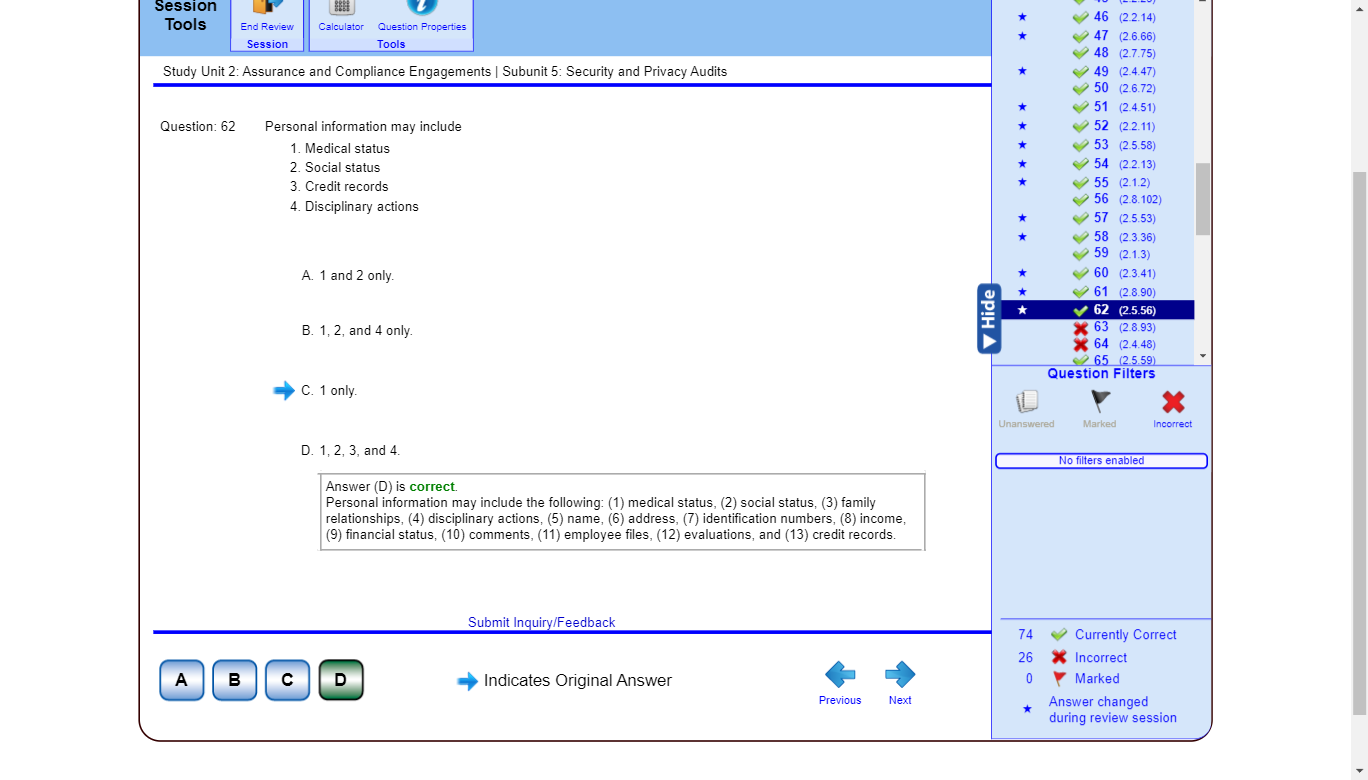 Session
Tools
End Review
Session
Calculator
Question Properties
Tools
Study Unit 2: Assurance and Compliance Engagements | Subunit 5: Security and Privacy Audits
Question: 62
Personal information may include
1. Medical status
2. Social status
3. Credit records
4. Disciplinary actions
A. 1 and 2 only.
B. 1, 2, and 4 only.
C. 1 only.
D. 1, 2, 3, and 4.
Answer (D) is correct.
Personal information may include the following: (1) medical status, (2) social status, (3) family
relationships, (4) disciplinary actions, (5) name, (6) address, (7) identification numbers, (8) income,
(9) financial status, (10) comments, (11) employee files, (12) evaluations, and (13) credit records.
Submit Inquiry/Feedback
A B C D
Indicates Original Answer
Previous
Next
46 (2.2.14)
47 (2.6.66)
48 (2.7.75)
49 (2.4.47)
50 (2.6.72)
51 (2.4.51)
52 (2.2.11)
53 (2.5.58)
54 (2.2.13)
55 (2.1.2)
56 (2.8.102)
57 (2.5.53)
58 (2.3.36)
59 (2.1.3)
60 (2.3.41)
61 (2.8.90)
62 (2.5.56)
63 (2.8.93)
64 (2.4.48)
65 (2.5.59)
Hide
Question Filters
Unanswered
Marked
Incorrect
No filters enabled
74 Currently Correct
26 Incorrect
0 Marked
Answer changed
during review session